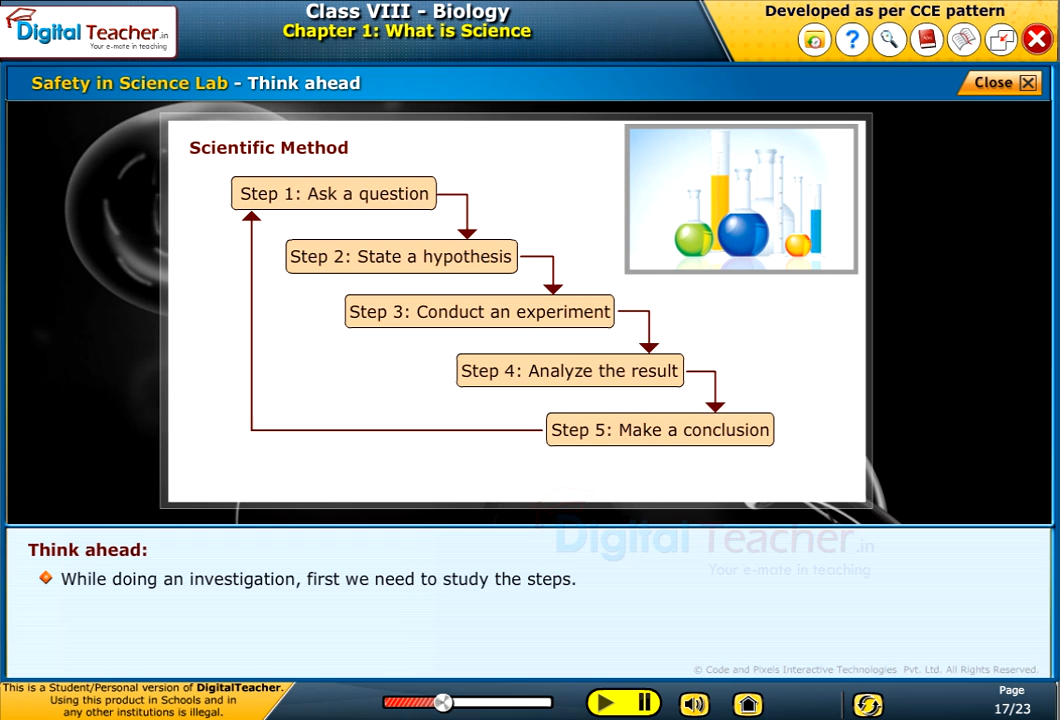 Digital Teacher.in
Your e-mate in teaching
Class VIII - Biology
Chapter 1: What is Science
Developed as per CCE pattern
Safety in Science Lab - Think ahead
Close
Scientific Method
Step 1: Ask a question
Step 2: State a hypothesis
Step 3: Conduct an experiment
Step 4: Analyze the result
Step 5: Make a conclusion
Digital Teacher.in
Your e-mate in teaching
Think ahead:
While doing an investigation, first we need to study the steps.
© Code and Pixels Interactive Technologies Pvt. Ltd. All Rights Reserved.
This is a Student/Personal version of DigitalTeacher.
Using this product in Schools and in
any other institutions is illegal.
Page
17/23